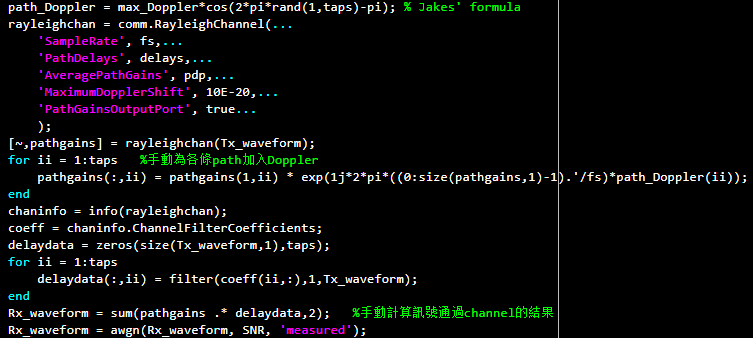 path_Doppler = max_Doppler*cos(2*pi*rand(1,taps)-pi); % Jakes' formula
rayleighchan = comm.RayleighChannel(...
    'SampleRate', fs,...
    'PathDelays', delays,...
    'AveragePathGains', pdp,...
    'MaximumDopplerShift', 10E-20,...
    'PathGainsOutputPort', true...
    );
[~,pathgains] = rayleighchan(Tx_waveform);
for ii = 1:taps   %手動為各條path加入Doppler
    pathgains(:,ii) = pathgains(1,ii) * exp(1j*2*pi*((0:size(pathgains,1)-1).'/fs)*path_Doppler(ii));
end
chaninfo = info(rayleighchan);
coeff = chaninfo.ChannelFilterCoefficients;
delaydata = zeros(size(Tx_waveform,1),taps);
for ii = 1:taps
    delaydata(:,ii) = filter(coeff(ii,:),1,Tx_waveform);
end
Rx_waveform = sum(pathgains .* delaydata,2);   %手動計算訊號通過channel的結果
Rx_waveform = awgn(Rx_waveform, SNR, 'measured');